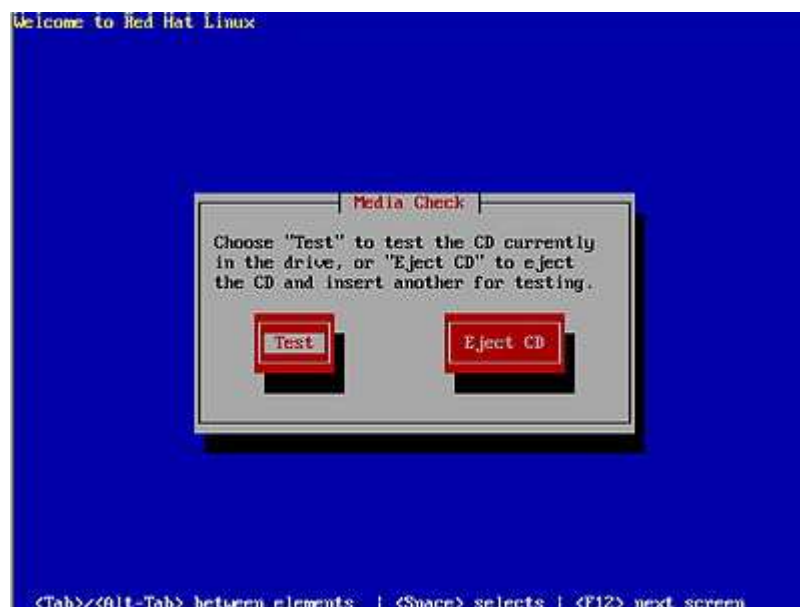 Welcome to Red Hat Linux
Media Check
Choose "Test" to test the CD currently
in the drive, or "Eject CD" to eject
the CD and insert another for testing.
Test Eject CD
<Tab>/<Alt-Tab> between elements | <Space> selects | <F12> next screen